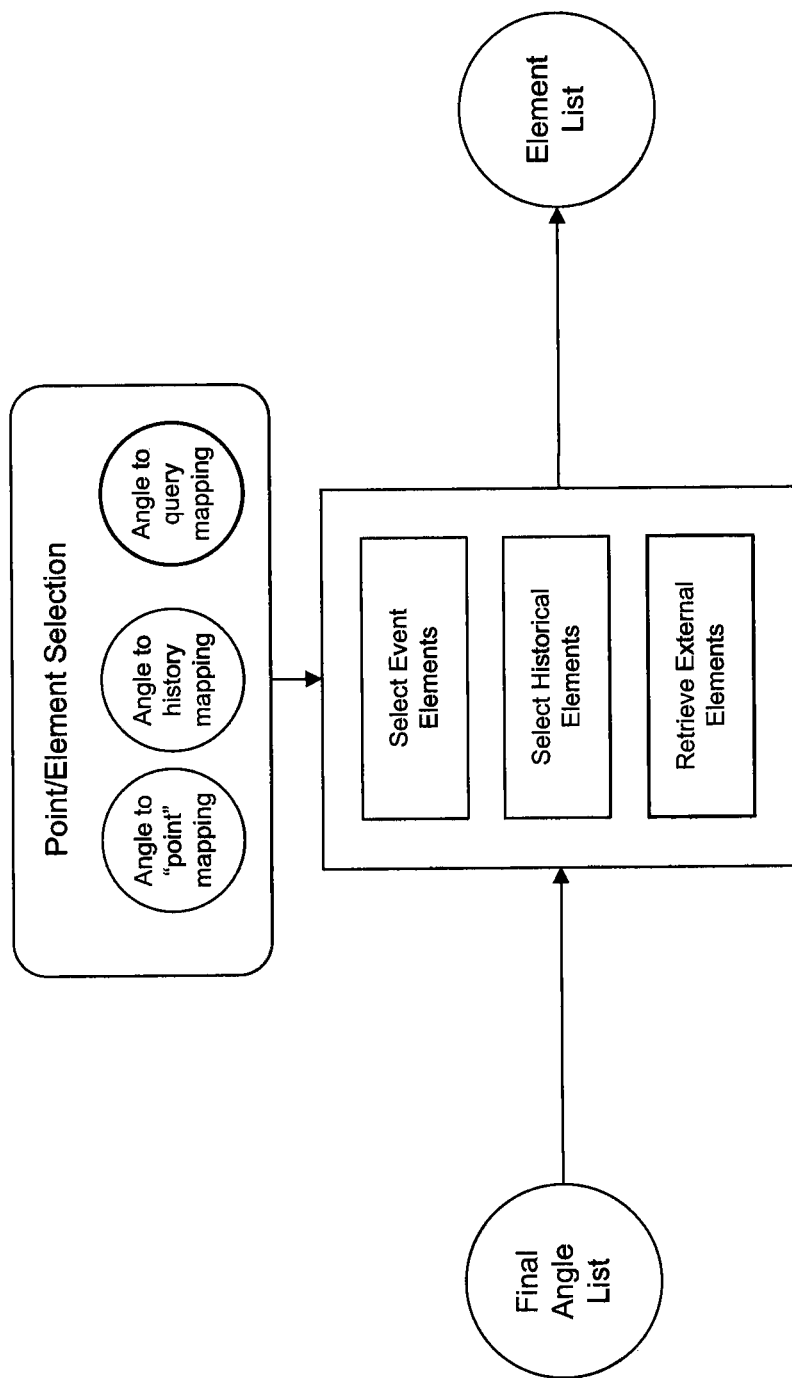 Point/Element Selection
Angle to
“point”
mapping
Angle to
history
mapping
Angle to
query
mapping
Final
Angle
List
Select Event
Elements
Select Historical
Elements
Retrieve External
Elements
Element
List